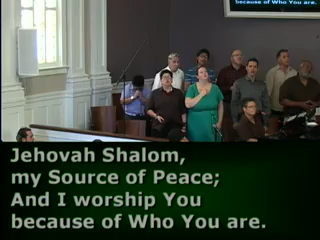 because of Who You are.
Jehovah Shalom,
my Source of Peace;
And I worship You
because of Who You are.